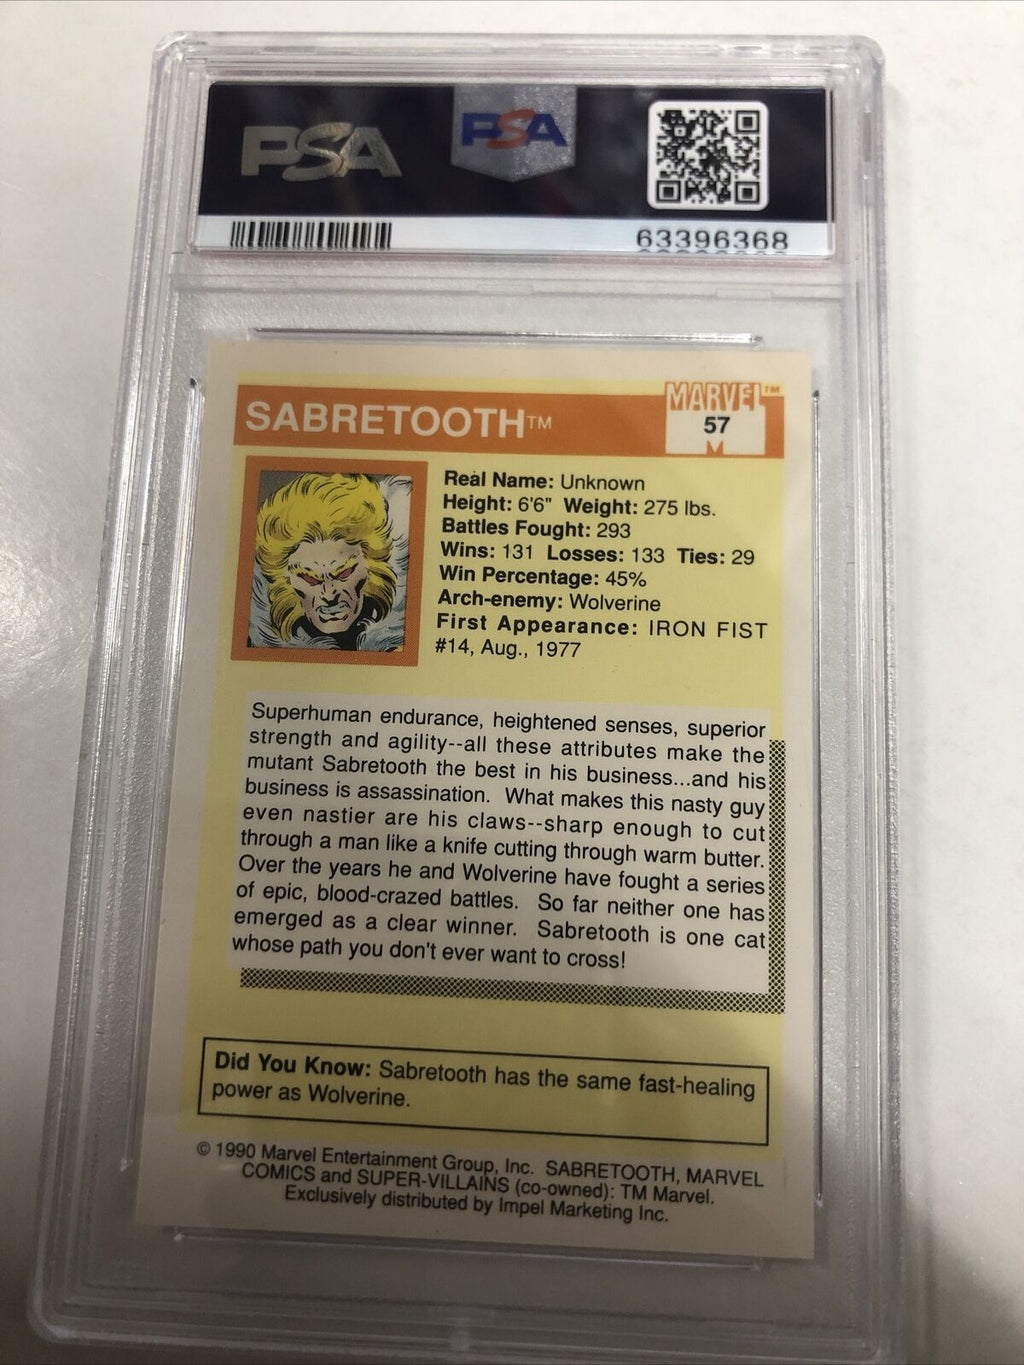 PSA PSA
63396368
SABRETOOTH™ MARVEL™
57
Real Name: Unknown
Height: 6'6" Weight: 275 lbs.
Battles Fought: 293
Wins: 131 Losses: 133 Ties: 29
Win Percentage: 45%
Arch-enemy: Wolverine
First Appearance: IRON FIST
#14, Aug., 1977
Superhuman endurance, heightened senses, superior
strength and agility--all these attributes make the
mutant Sabretooth the best in his business...and his
business is assassination. What makes this nasty guy
even nastier are his claws--sharp enough to cut
through a man like a knife cutting through warm butter.
Over the years he and Wolverine have fought a series
of epic, blood-crazed battles. So far neither one has
emerged as a clear winner. Sabretooth is one cat
whose path you don't ever want to cross!
Did You Know: Sabretooth has the same fast-healing
power as Wolverine.
© 1990 Marvel Entertainment Group, Inc. SABRETOOTH, MARVEL
COMICS and SUPER-VILLAINS (co-owned): TM Marvel.
Exclusively distributed by Impel Marketing Inc.